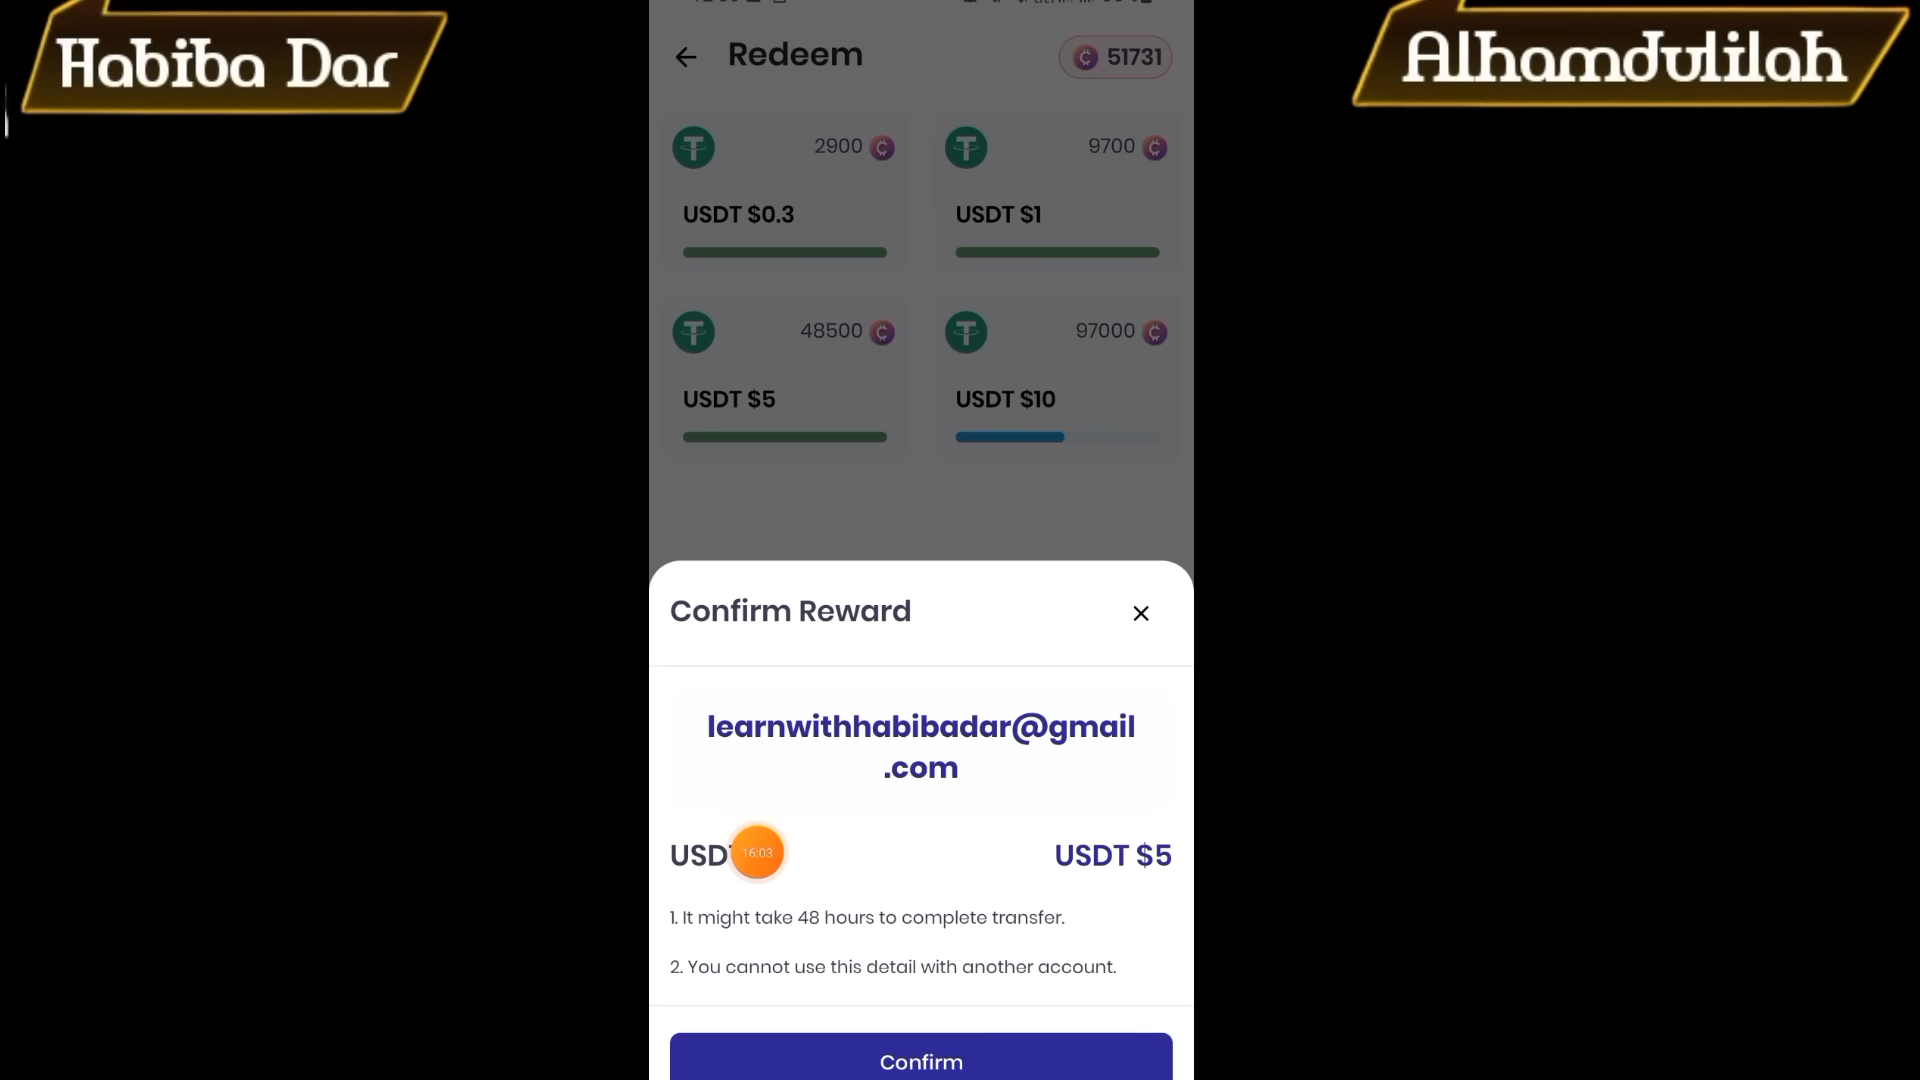 Habiba Dar
Alhamdulilah
Redeem
51731
2900
9700
USDT $0.3
USDT $1
48500
97000
USDT $5
USDT $10
Confirm Reward
learnwithhabibadar@gmail
.com
16:03
USDT $5
1. It might take 48 hours to complete transfer.
2. You cannot use this detail with another account.
Confirm